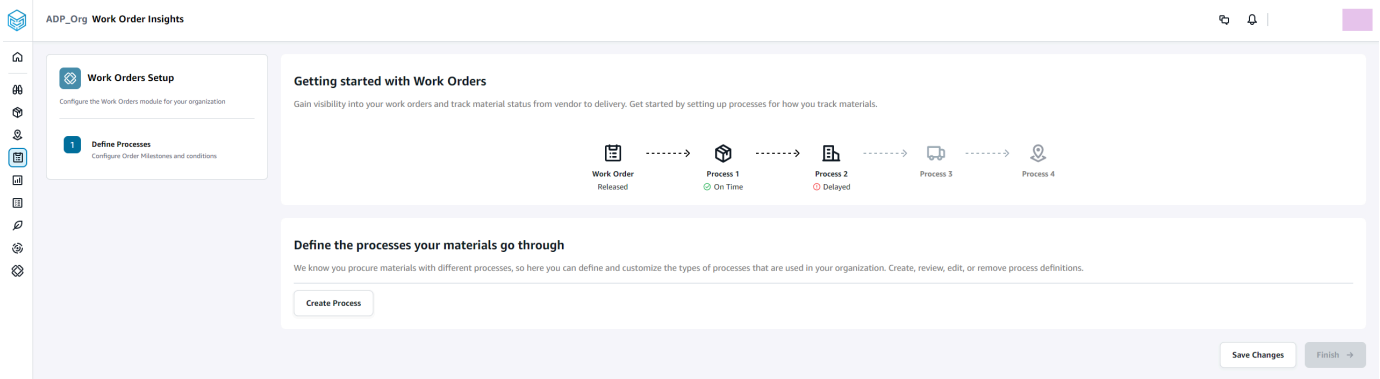 ADP_Org Work Order Insights
Work Orders Setup
Configure the Work Orders module for your organization
1
Define Processes
Configure Order Milestones and conditions
Getting started with Work Orders
Gain visibility into your work orders and track material status from vendor to delivery. Get started by setting up processes for how you track materials.
Work Order
Released
Process 1
On Time
Process 2
Delayed
Process 3
Process 4
Define the processes your materials go through
We know you procure materials with different processes, so here you can define and customize the types of processes that are used in your organization. Create, review, edit, or remove process definitions.
Create Process
Save Changes
Finish